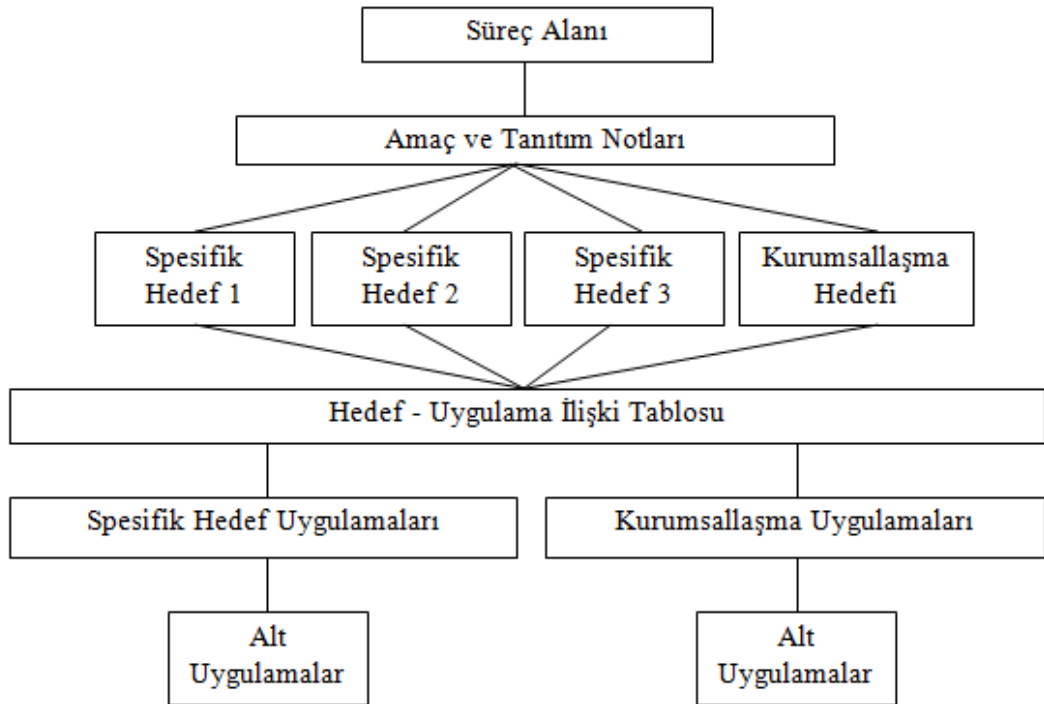 Süreç Alanı
Amaç ve Tanıtım Notları
Spesifik
Hedef 1
Spesifik
Hedef 2
Spesifik
Hedef 3
Kurumsallaşma
Hedefi
Hedef - Uygulama İlişki Tablosu
Spesifik Hedef Uygulamaları
Kurumsallaşma Uygulamaları
Alt
Uygulamalar
Alt
Uygulamalar